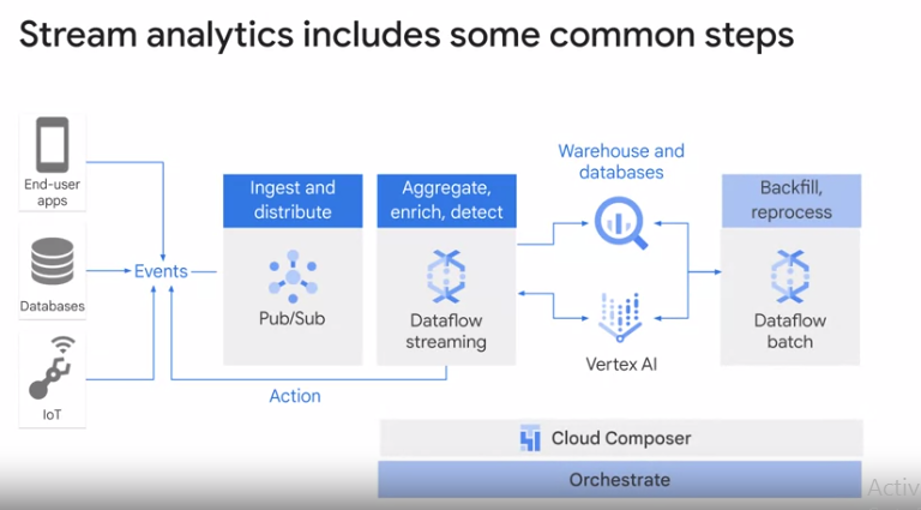 Stream analytics includes some common steps
End-user
apps
Databases
IoT
Events
Action
Ingest and
distribute
Pub/Sub
Aggregate,
enrich, detect
Dataflow
streaming
Warehouse and
databases
Vertex AI
Backfill,
reprocess
Dataflow
batch
Cloud Composer
Orchestrate
Activ